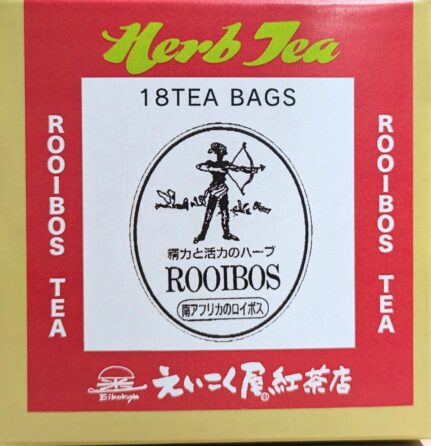 Herb Tea
18TEA BAGS
ROOIBOS TEA
ROOIBOS TEA
精力と活力のハーブ
ROOIBOS
南アフリカのロイボス
Eikokuya
えいこく屋®紅茶店